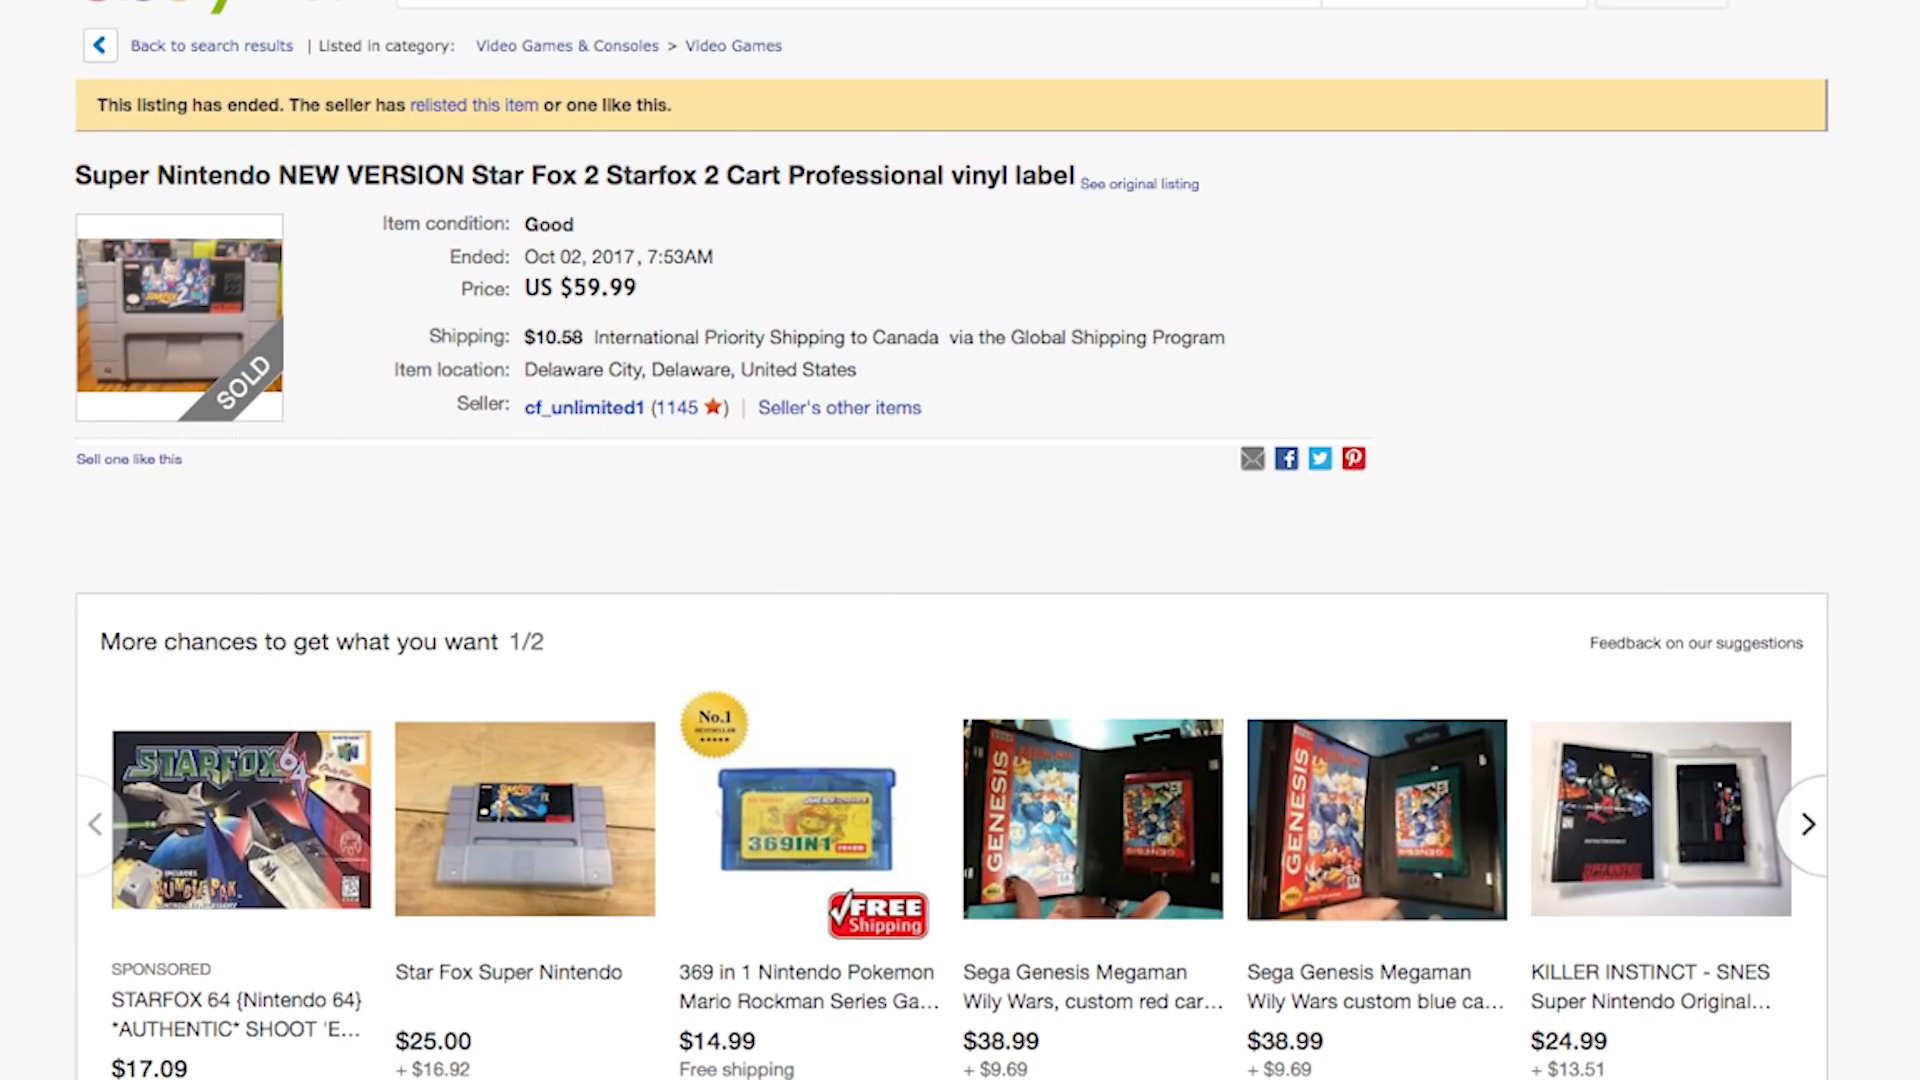 Back to search results | Listed in category: Video Games & Consoles > Video Games
This listing has ended. The seller has relisted this item or one like this.
Super Nintendo NEW VERSION Star Fox 2 Starfox 2 Cart Professional vinyl label See original listing
Item condition: Good
Ended: Oct 02, 2017, 7:53AM
Price: US $59.99
Shipping: $10.58 International Priority Shipping to Canada via the Global Shipping Program
Item location: Delaware City, Delaware, United States
Seller: cf_unlimited1 (1145 ) | Seller's other items
SOLD
Sell one like this
More chances to get what you want 1/2
Feedback on our suggestions
STARFOX 64
INCLUDES
RUMBLE PAK
No.1
BESTSELLER
369IN1
FREE
Shipping
GENESIS
GENESIS
SPONSORED
STARFOX 64 {Nintendo 64}
*AUTHENTIC* SHOOT 'E...
$17.09
Star Fox Super Nintendo
$25.00
+ $16.92
369 in 1 Nintendo Pokemon
Mario Rockman Series Ga...
$14.99
Free shipping
Sega Genesis Megaman
Wily Wars, custom red car...
$38.99
+ $9.69
Sega Genesis Megaman
Wily Wars custom blue ca...
$38.99
+ $9.69
KILLER INSTINCT - SNES
Super Nintendo Original...
$24.99
+ $13.51